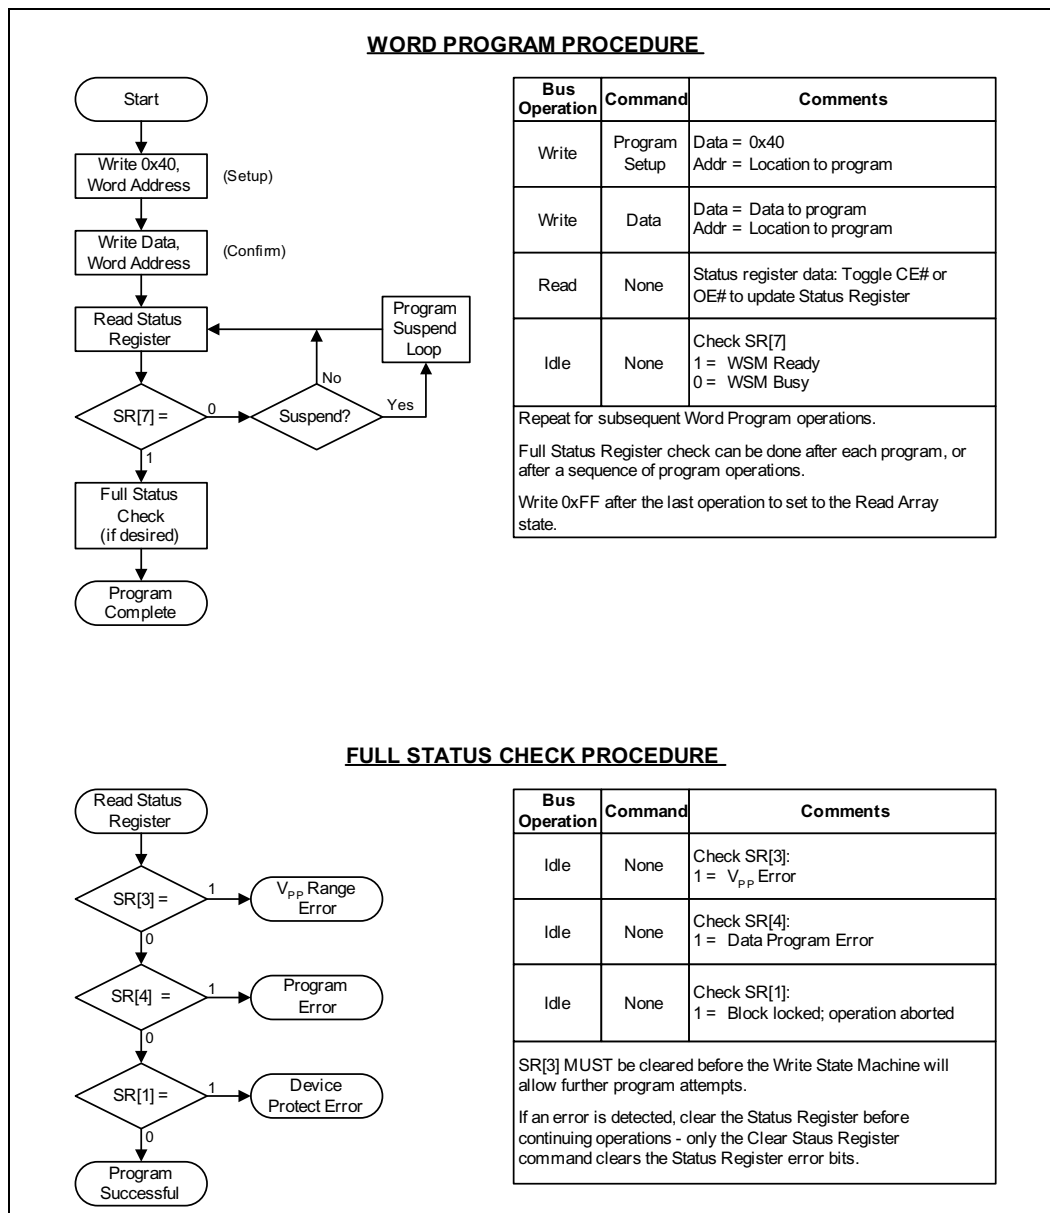 WORD PROGRAM PROCEDURE
Start
Write 0x40,
Word Address
(Setup)
Write Data,
Word Address
(Confirm)
Read Status
Register
Program
Suspend
Loop
No
SR[7] =
0
Suspend?
Yes
1
Full Status
Check
(if desired)
Program
Complete
Bus
Operation
Command
Comments
Write
Program
Setup
Data = 0x40
Addr = Location to program
Write
Data
Data = Data to program
Addr = Location to program
Read
None
Status register data: Toggle CE# or
OE# to update Status Register
Idle
None
Check SR[7]
1 = WSM Ready
0 = WSM Busy
Repeat for subsequent Word Program operations.
Full Status Register check can be done after each program, or
after a sequence of program operations.
Write 0xFF after the last operation to set to the Read Array
state.
FULL STATUS CHECK PROCEDURE
Read Status
Register
SR[3] =
1
VPP Range
Error
0
SR[4] =
1
Program
Error
0
SR[1] =
1
Device
Protect Error
0
Program
Successful
Bus
Operation
Command
Comments
Idle
None
Check SR[3]:
1 = VPP Error
Idle
None
Check SR[4]:
1 = Data Program Error
Idle
None
Check SR[1]:
1 = Block locked; operation aborted
SR[3] MUST be cleared before the Write State Machine will
allow further program attempts.
If an error is detected, clear the Status Register before
continuing operations - only the Clear Staus Register
command clears the Status Register error bits.